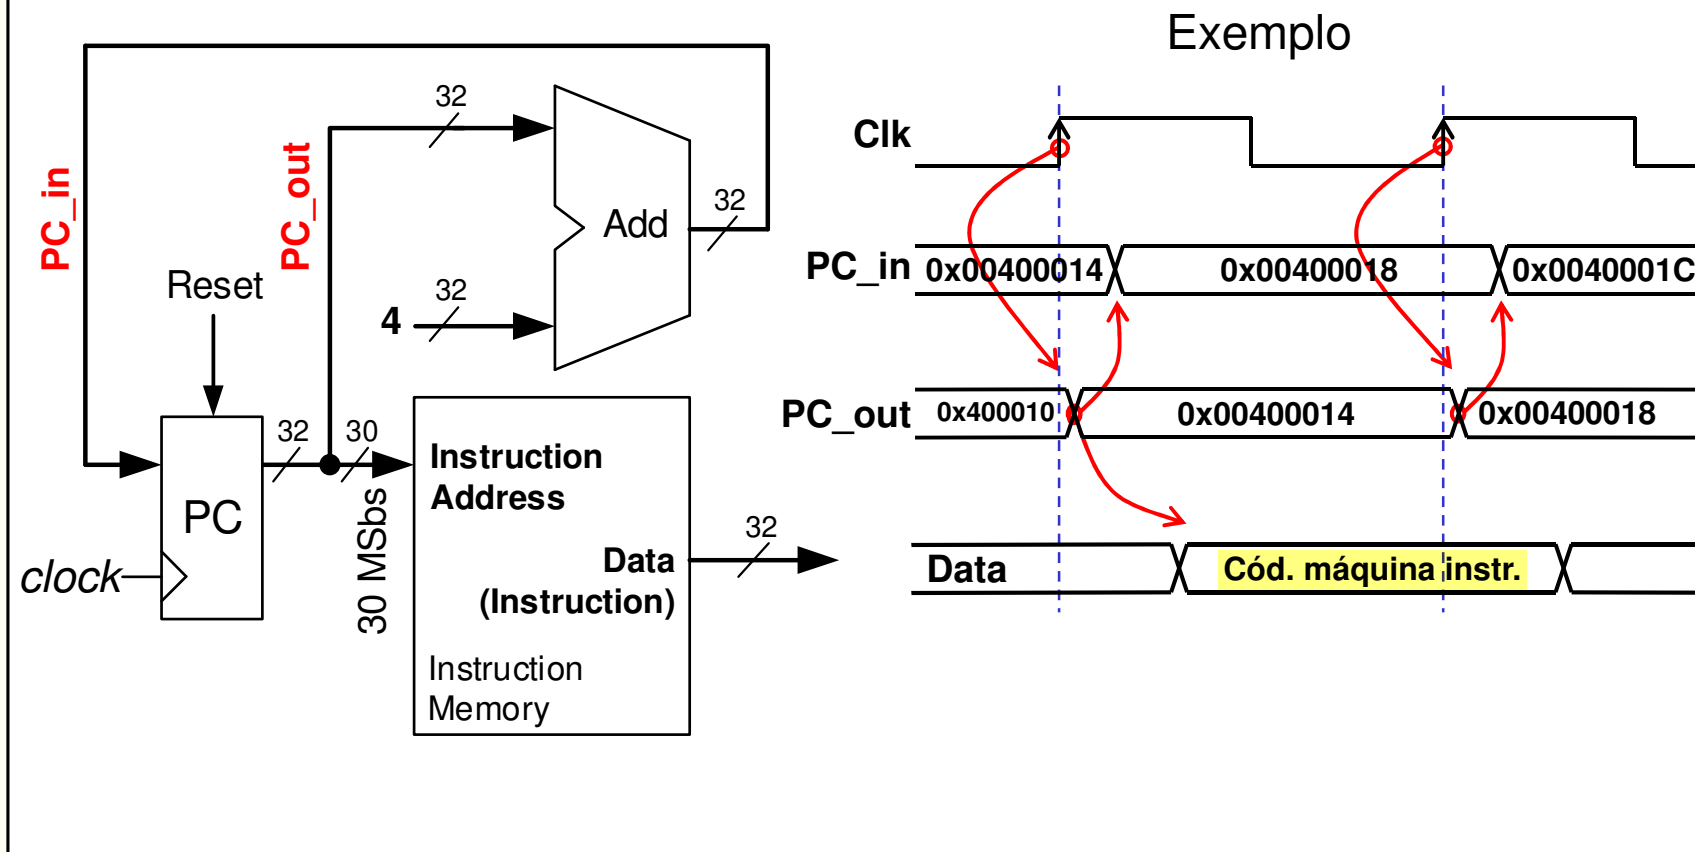 Exemplo
32
PC_in
PC_out
Add
32
32
4
Reset
32
30
PC
clock
30 MSbs
Instruction
Address
Data
(Instruction)
32
Instruction
Memory
Clk
PC_in 0x00400014 0x00400018 0x0040001C
PC_out 0x400010 0x00400014 0x00400018
Data Cód. máquina instr.